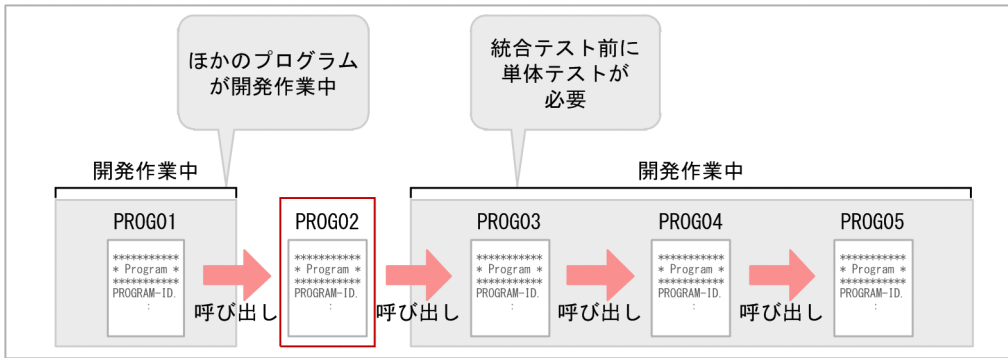 ほかのプログラム
が開発作業中
統合テスト前に
単体テストが
必要
開発作業中
開発作業中
PROG01
PROG02
PROG03
PROG04
PROG05
***********
* Program *
***********
PROGRAM-ID.
:
***********
* Program *
***********
PROGRAM-ID.
:
***********
* Program *
***********
PROGRAM-ID.
:
***********
* Program *
***********
PROGRAM-ID.
:
***********
* Program *
***********
PROGRAM-ID.
:
呼び出し
呼び出し
呼び出し
呼び出し